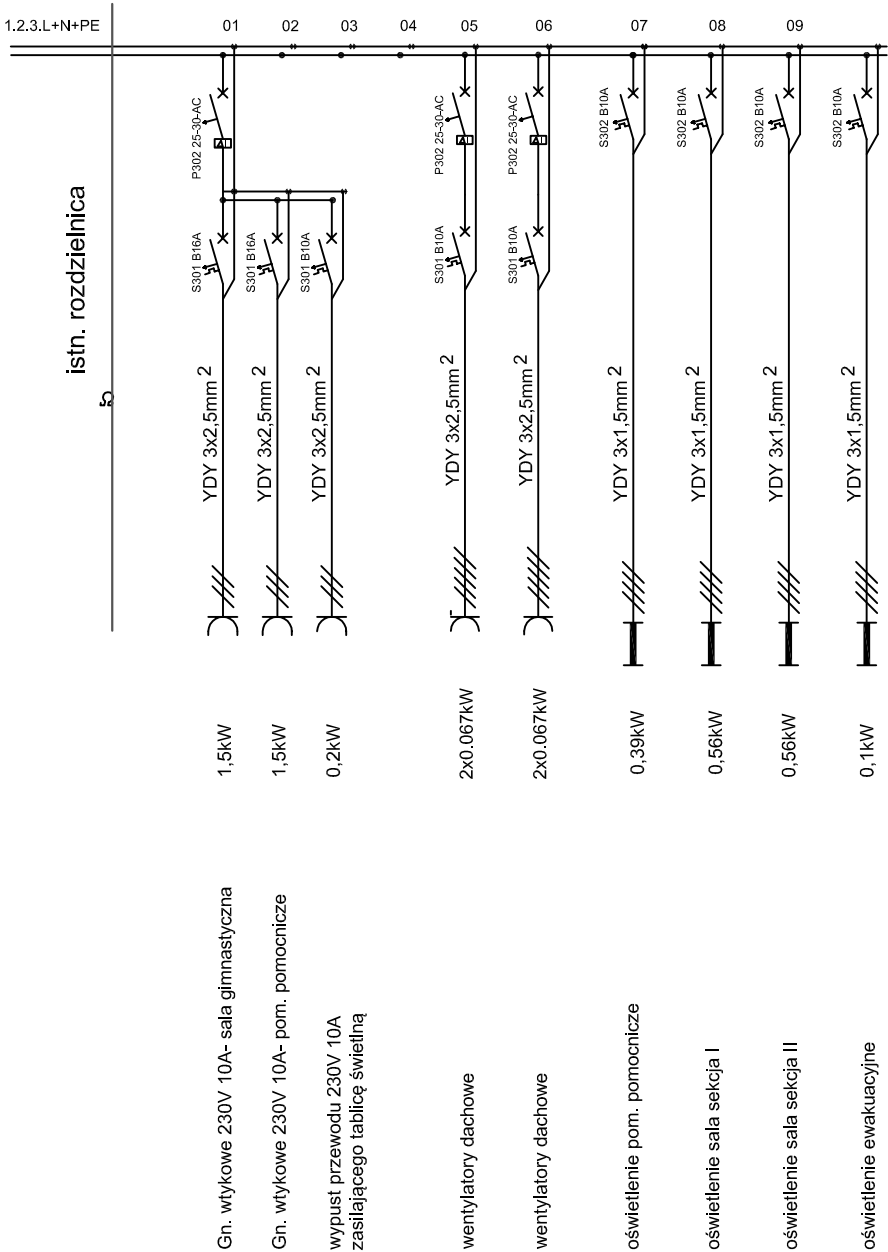 1.2.3.L+N+PE
01
02
03
04
05
06
07
08
09
istn. rozdzielnica
P302 25-30-AC
P302 25-30-AC
P302 25-30-AC
S302 B10A
S302 B10A
S302 B10A
S302 B10A
S301 B16A
S301 B16A
S301 B10A
S301 B10A
S301 B10A
5
YDY 3x2,5mm 2
YDY 3x2,5mm 2
YDY 3x2,5mm 2
YDY 3x2,5mm 2
YDY 3x2,5mm 2
YDY 3x1,5mm 2
YDY 3x1,5mm 2
YDY 3x1,5mm 2
YDY 3x1,5mm 2
1,5kW
1,5kW
0,2kW
2x0.067kW
2x0.067kW
0,39kW
0,56kW
0,56kW
0,1kW
Gn. wtykowe 230V 10A- sala gimnastyczna
Gn. wtykowe 230V 10A- pom. pomocnicze
wypust przewodu 230V 10A
zasilającego tablicę świetlną
wentylatory dachowe
wentylatory dachowe
oświetlenie pom. pomocnicze
oświetlenie sala sekcja I
oświetlenie sala sekcja II
oświetlenie ewakuacyjne